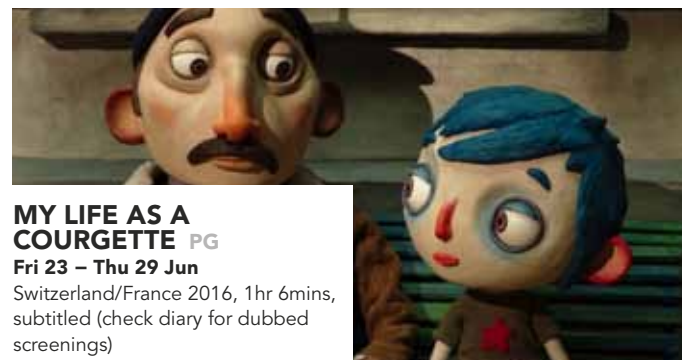 MY LIFE AS A
COURGETTE PG
Fri 23 – Thu 29 Jun
Switzerland/France 2016, 1hr 6mins,
subtitled (check diary for dubbed
screenings)